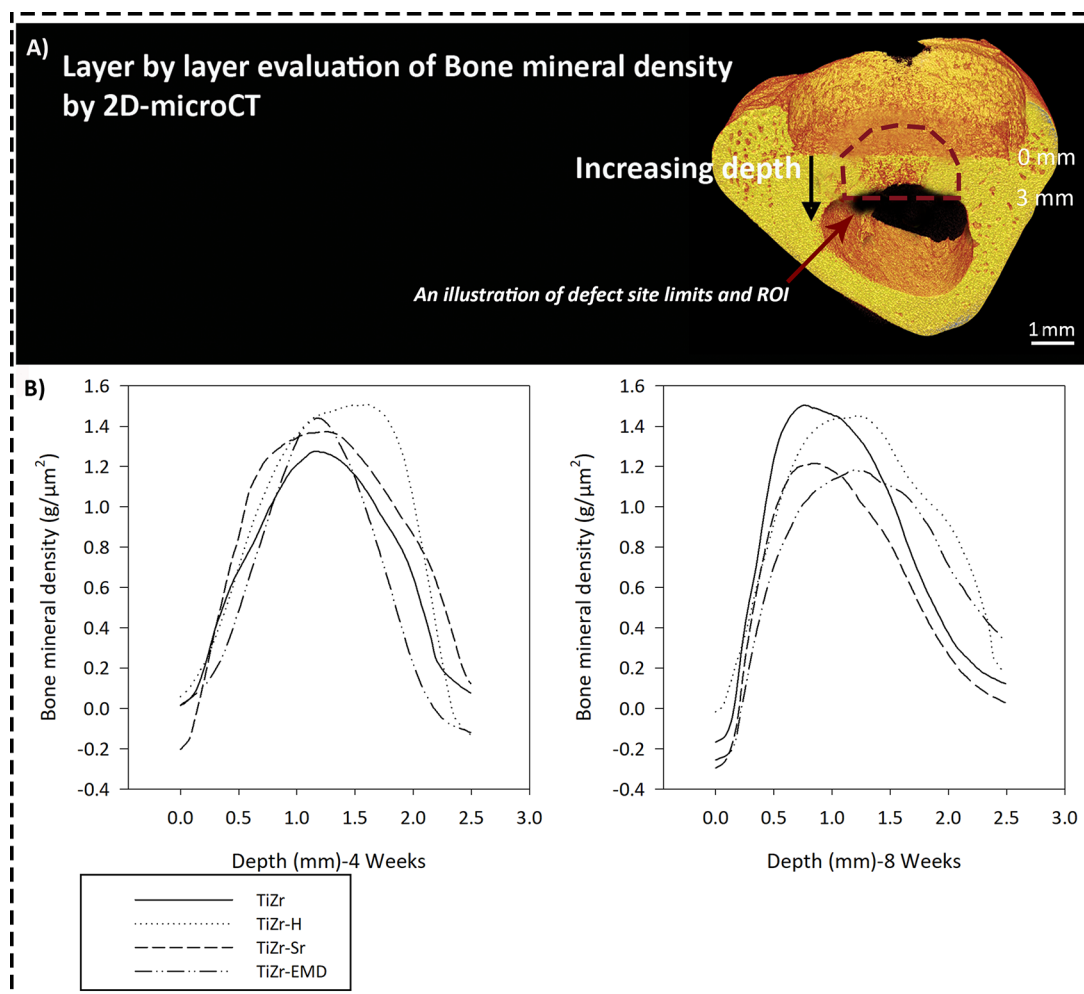 A)
Layer by layer evaluation of Bone mineral density
by 2D-microCT
Increasing depth
0 mm
3 mm
An illustration of defect site limits and ROI
1mm
B)
Bone mineral density (g/µm²)
1.6
1.4
1.2
1.0
0.8
0.6
0.4
0.2
0.0
-0.2
-0.4
0.0 0.5 1.0 1.5 2.0 2.5 3.0
Depth (mm)-4 Weeks
Bone mineral density (g/µm²)
1.6
1.4
1.2
1.0
0.8
0.6
0.4
0.2
0.0
-0.2
-0.4
0.0 0.5 1.0 1.5 2.0 2.5 3.0
Depth (mm)-8 Weeks
TiZr
TiZr-H
TiZr-Sr
TiZr-EMD